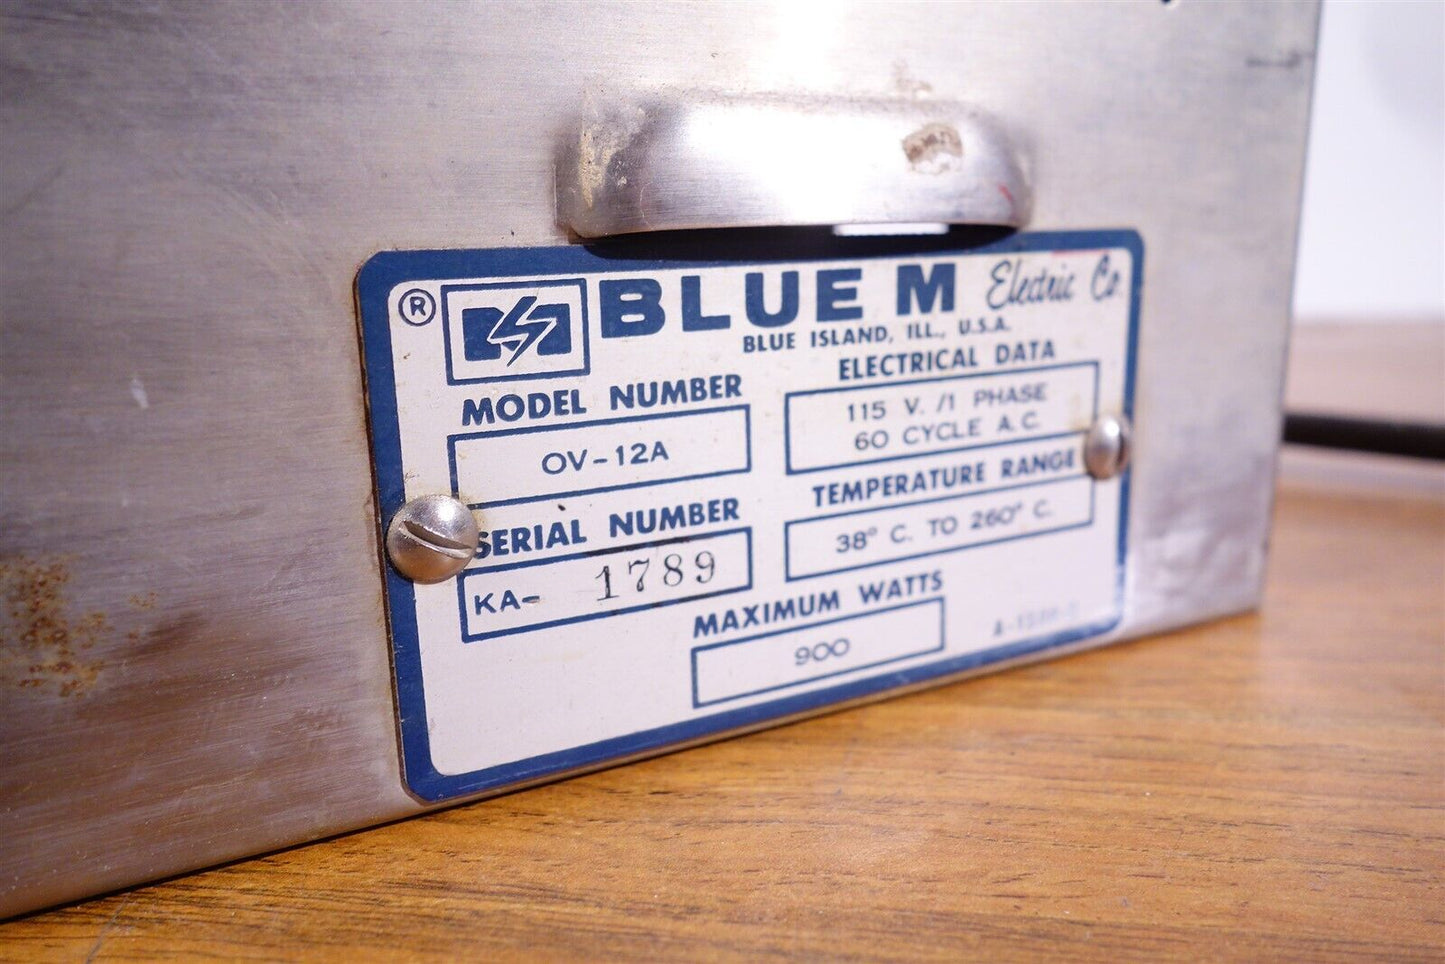 ® BLUE M Electric Co.
BLUE ISLAND, ILL., U.S.A.
MODEL NUMBER
OV-12A
SERIAL NUMBER
KA- 1789
ELECTRICAL DATA
115 V. /1 PHASE
60 CYCLE A.C.
TEMPERATURE RANGE
38° C. TO 260° C.
MAXIMUM WATTS
900